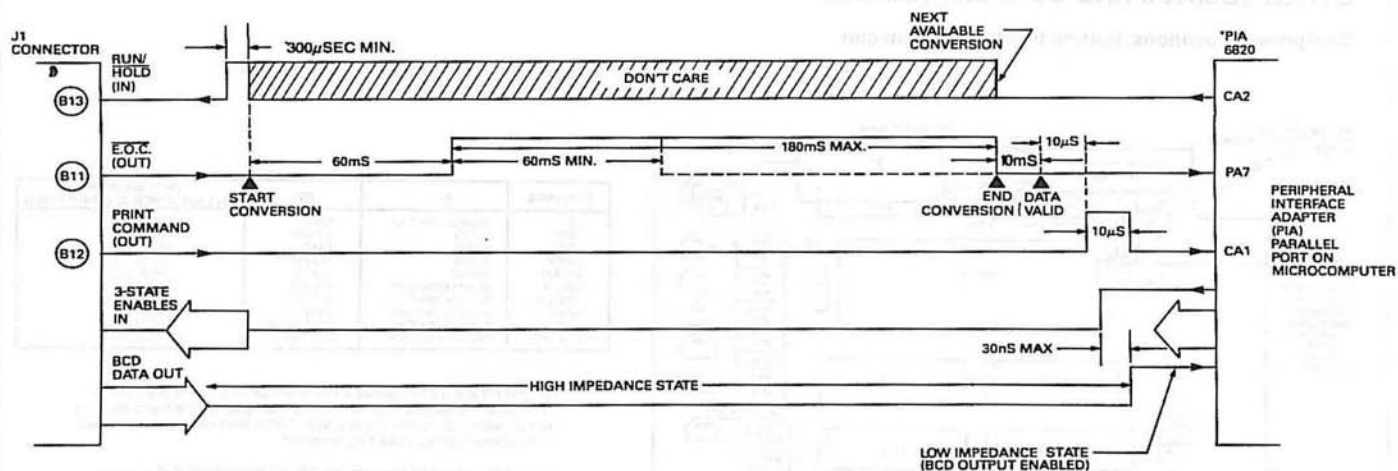 J1
CONNECTOR
RUN/
HOLD
(IN)
B13
300µSEC MIN.
DON'T CARE
NEXT
AVAILABLE
CONVERSION
*PIA
6820
CA2
E.O.C.
(OUT)
B11
60mS
60mS MIN.
180mS MAX.
10mS
10µS
PA7
START
CONVERSION
END
CONVERSION
DATA
VALID
PRINT
COMMAND
(OUT)
B12
10µS
CA1
PERIPHERAL
INTERFACE
ADAPTER
(PIA)
PARALLEL
PORT ON
MICROCOMPUTER
3-STATE
ENABLES
IN
30nS MAX
BCD
DATA OUT
HIGH IMPEDANCE STATE
LOW IMPEDANCE STATE
(BCD OUTPUT ENABLED)